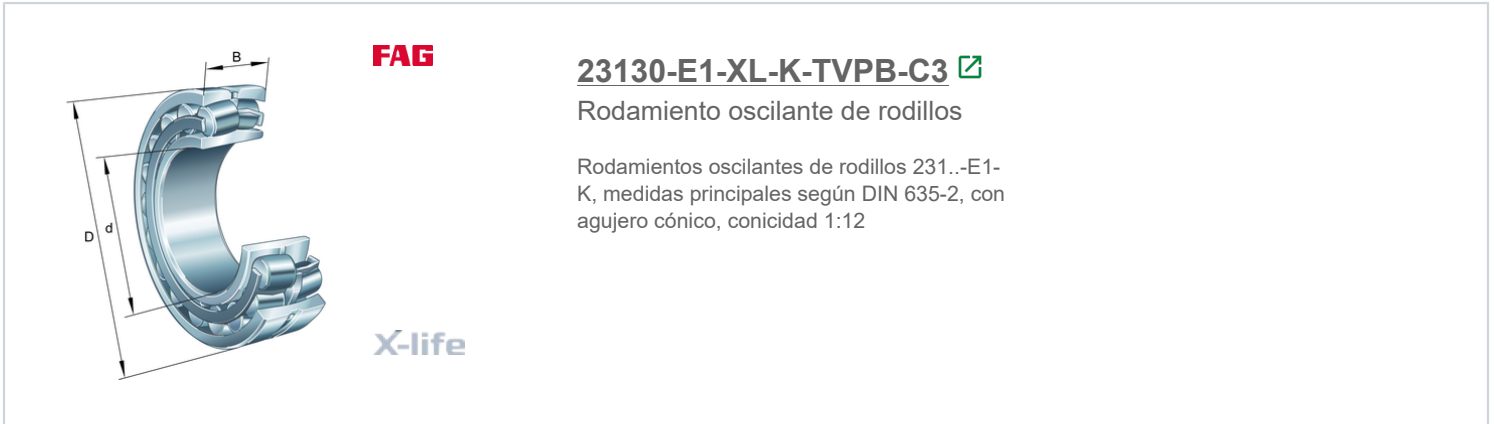 B
FAG
23130-E1-XL-K-TVPB-C3
Rodamiento oscilante de rodillos
Rodamientos oscilantes de rodillos 231..-E1-
K, medidas principales según DIN 635-2, con
agujero cónico, conicidad 1:12
D
d
X-life